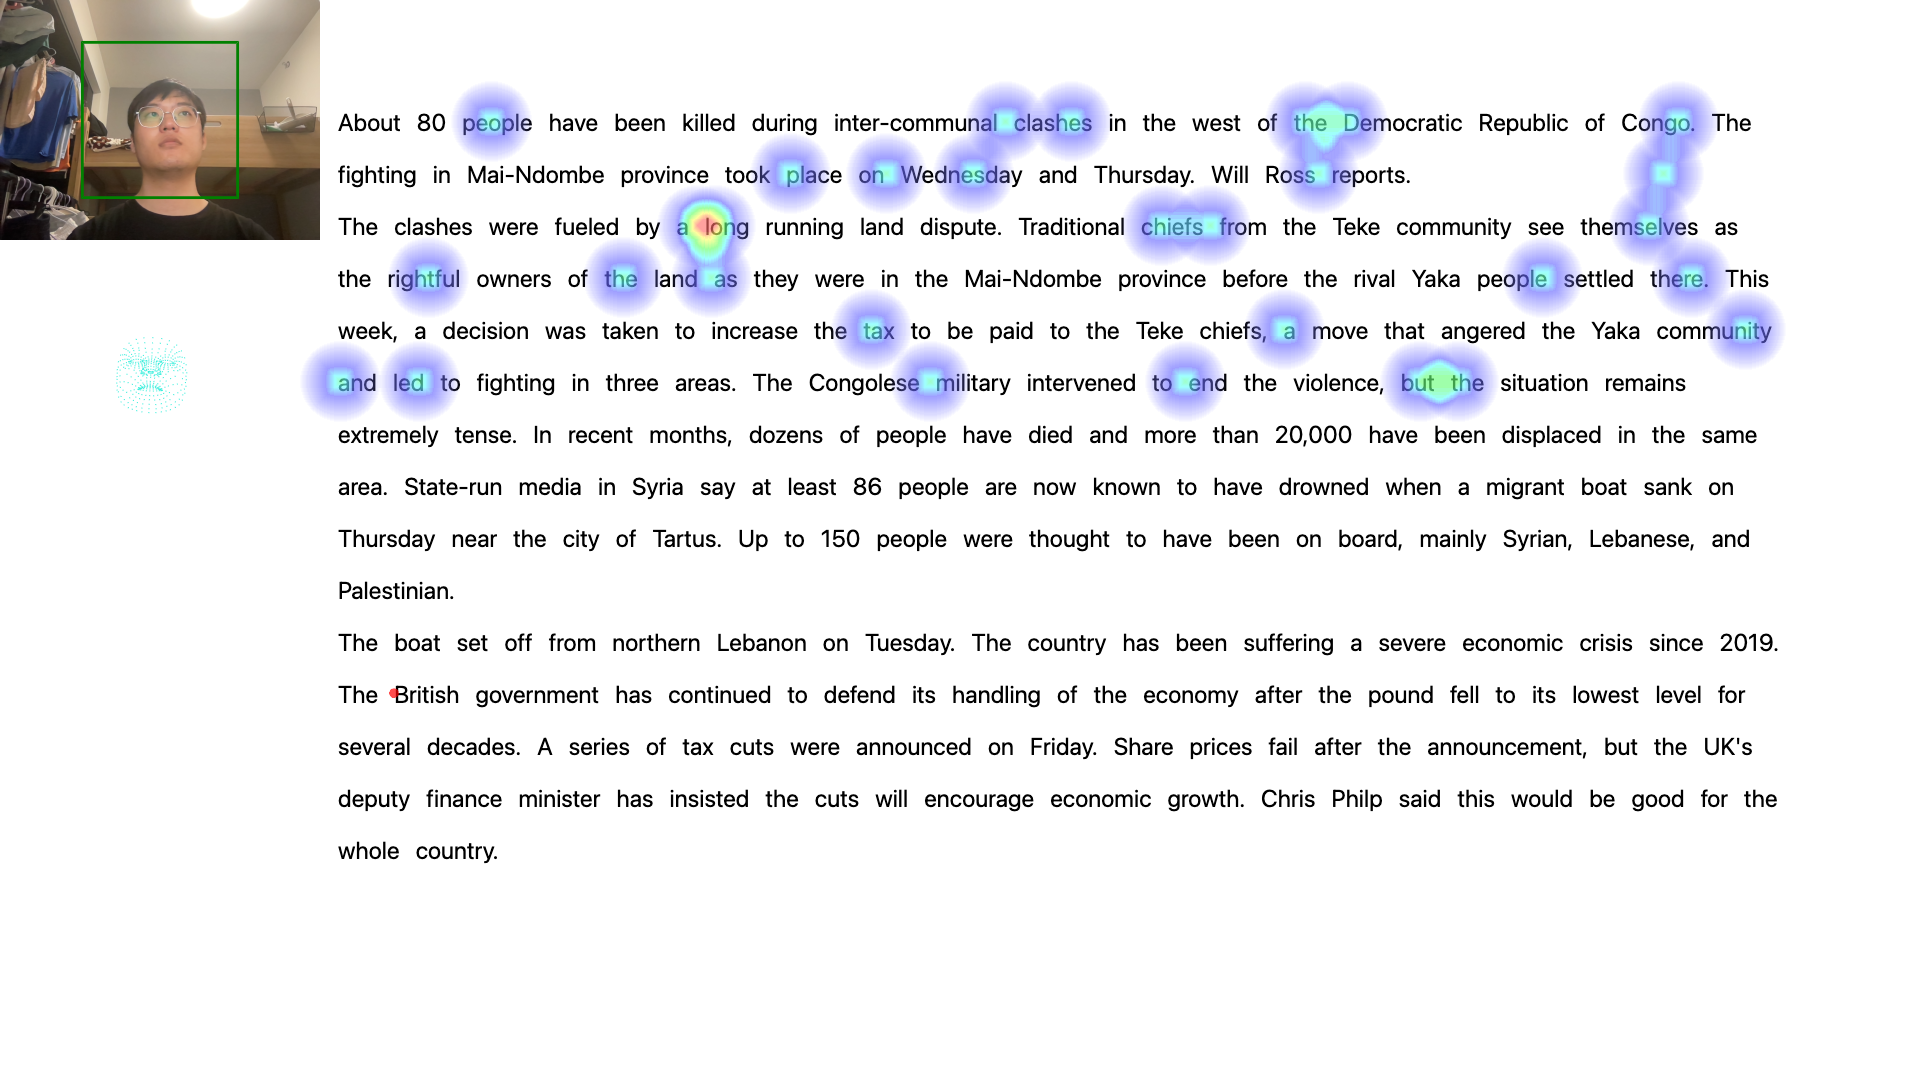 About 80 people have been killed during inter-communal clashes in the west of the Democratic Republic of Congo. The
fighting in Mai-Ndombe province took place on Wednesday and Thursday. Will Ross reports.
The clashes were fueled by a long running land dispute. Traditional chiefs from the Teke community see themselves as
the rightful owners of the land as they were in the Mai-Ndombe province before the rival Yaka people settled there. This
week, a decision was taken to increase the tax to be paid to the Teke chiefs, a move that angered the Yaka community
and led to fighting in three areas. The Congolese military intervened to end the violence, but the situation remains
extremely tense. In recent months, dozens of people have died and more than 20,000 have been displaced in the same
area. State-run media in Syria say at least 86 people are now known to have drowned when a migrant boat sank on
Thursday near the city of Tartus. Up to 150 people were thought to have been on board, mainly Syrian, Lebanese, and
Palestinian.
The boat set off from northern Lebanon on Tuesday. The country has been suffering a severe economic crisis since 2019.
The British government has continued to defend its handling of the economy after the pound fell to its lowest level for
several decades. A series of tax cuts were announced on Friday. Share prices fail after the announcement, but the UK's
deputy finance minister has insisted the cuts will encourage economic growth. Chris Philp said this would be good for the
whole country.